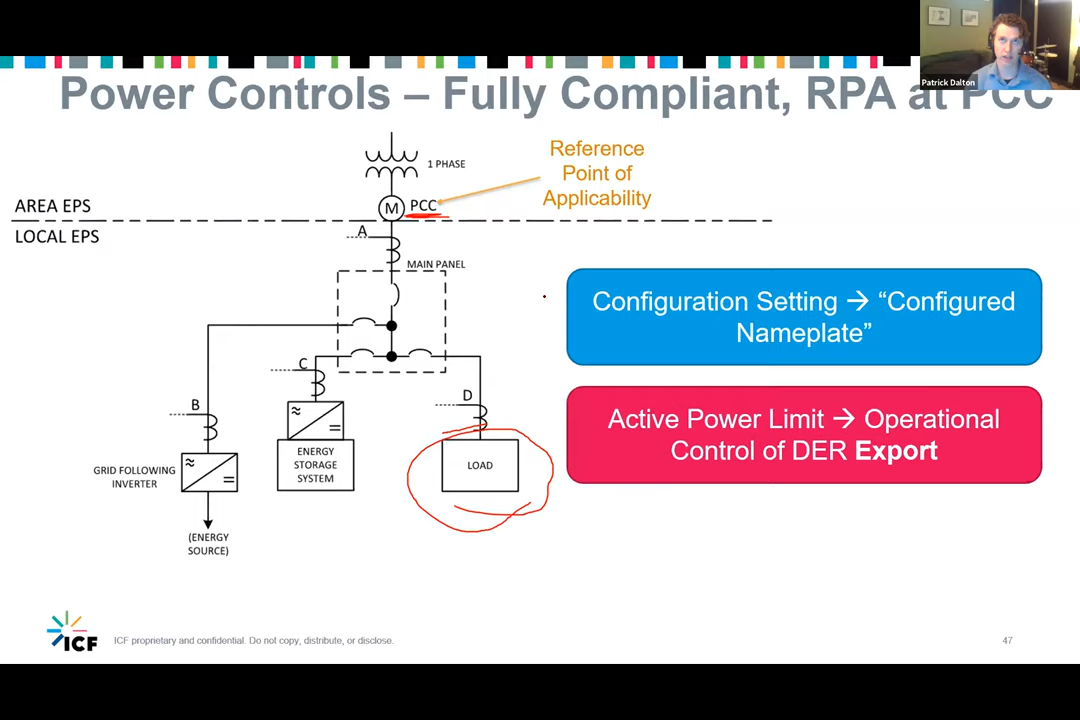 Patrick Dalton
Power Controls – Fully Compliant, RPA at PCC
Reference
Point of
Applicability
1 PHASE
M
PCC
AREA EPS
LOCAL EPS
A
MAIN PANEL
Configuration Setting → “Configured
Nameplate”
C
B
D
Active Power Limit → Operational
Control of DER Export
≈
=
ENERGY
STORAGE
SYSTEM
LOAD
GRID FOLLOWING
INVERTER
≈
=
(ENERGY
SOURCE)
ICF
ICF proprietary and confidential. Do not copy, distribute, or disclose.
47